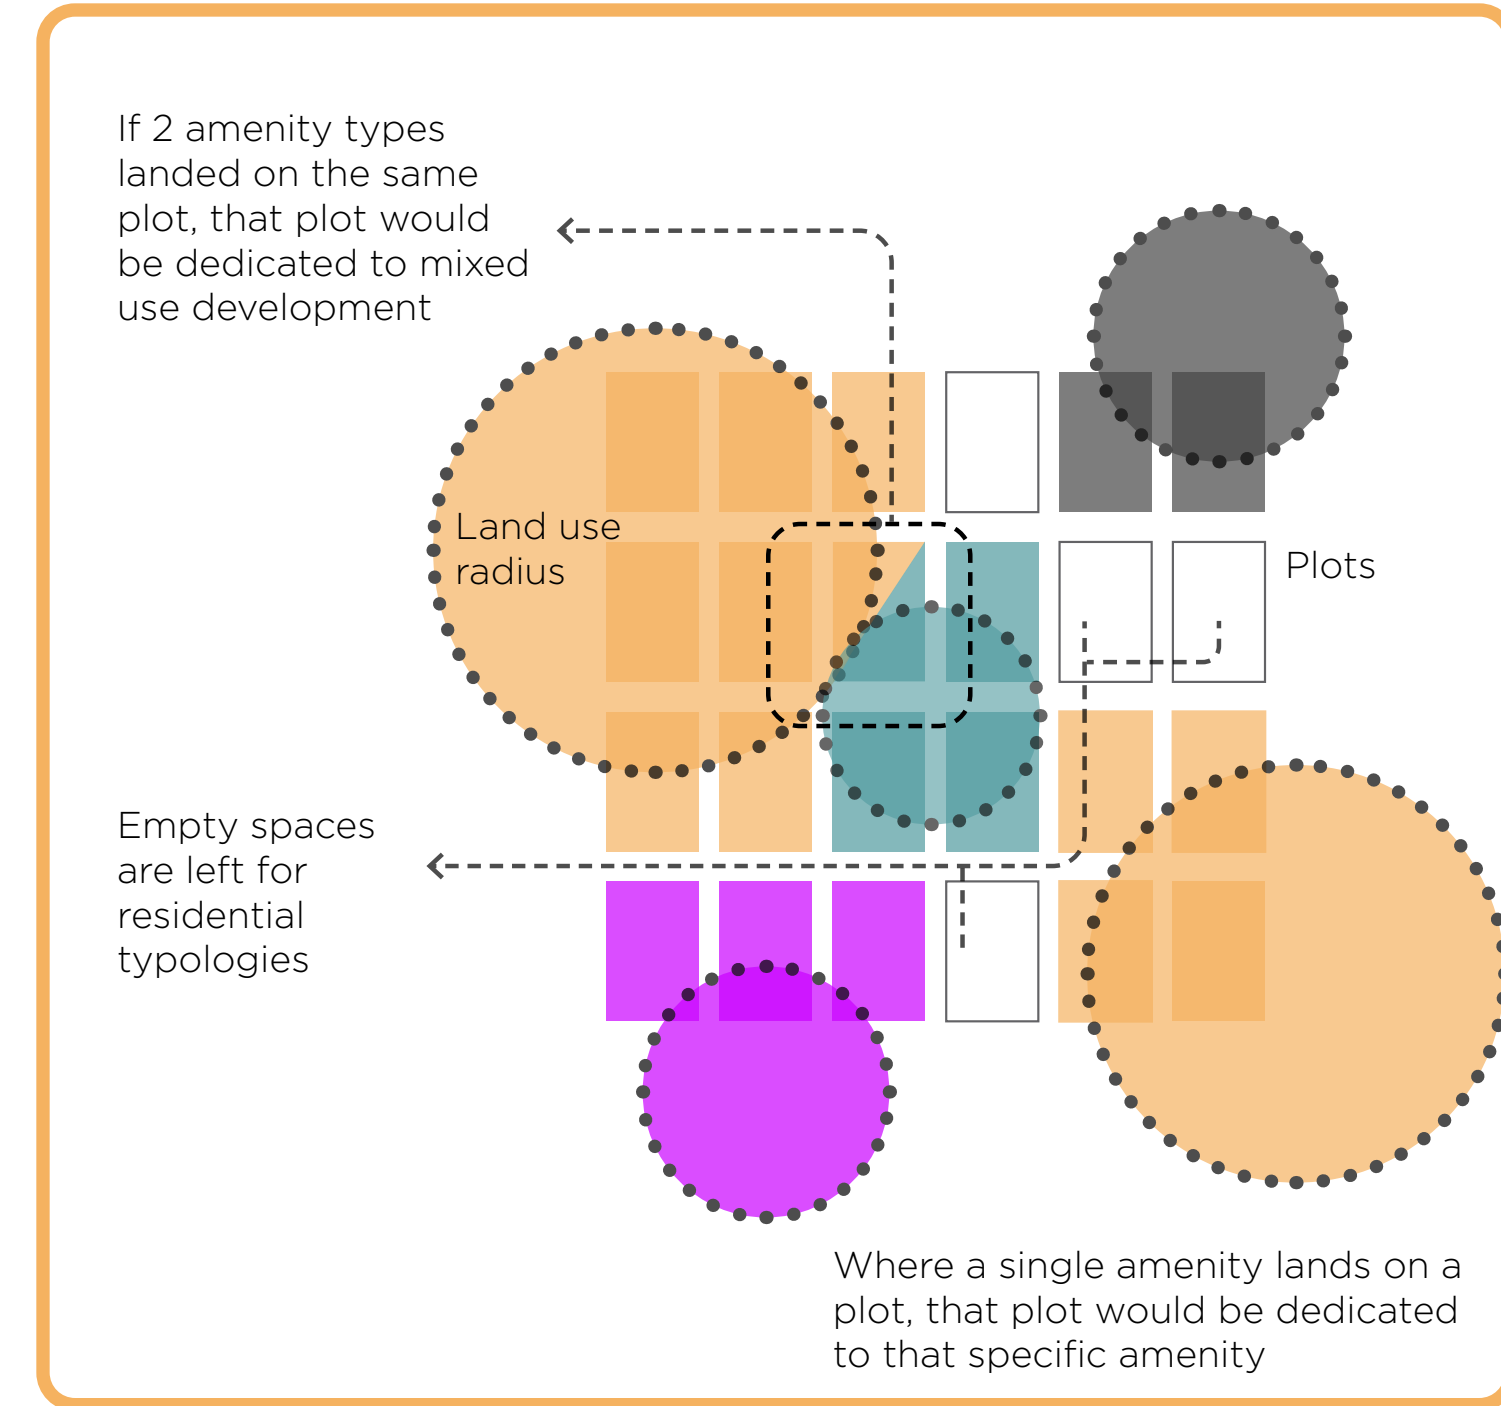 If 2 amenity types
landed on the same
plot, that plot would
be dedicated to mixed
use development
Land use
radius
Plots
Empty spaces
are left for
residential
typologies
Where a single amenity lands on a
plot, that plot would be dedicated
to that specific amenity